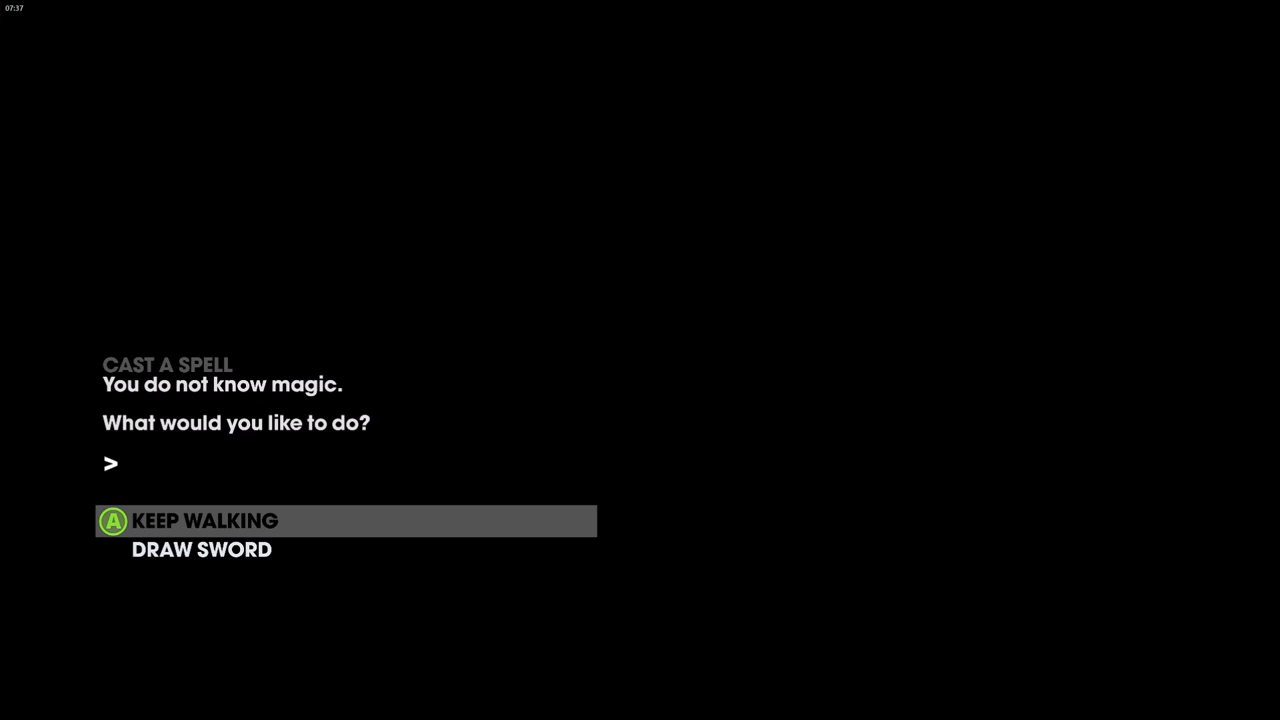 07:37
CAST A SPELL
You do not know magic.
What would you like to do?
>
A KEEP WALKING
DRAW SWORD